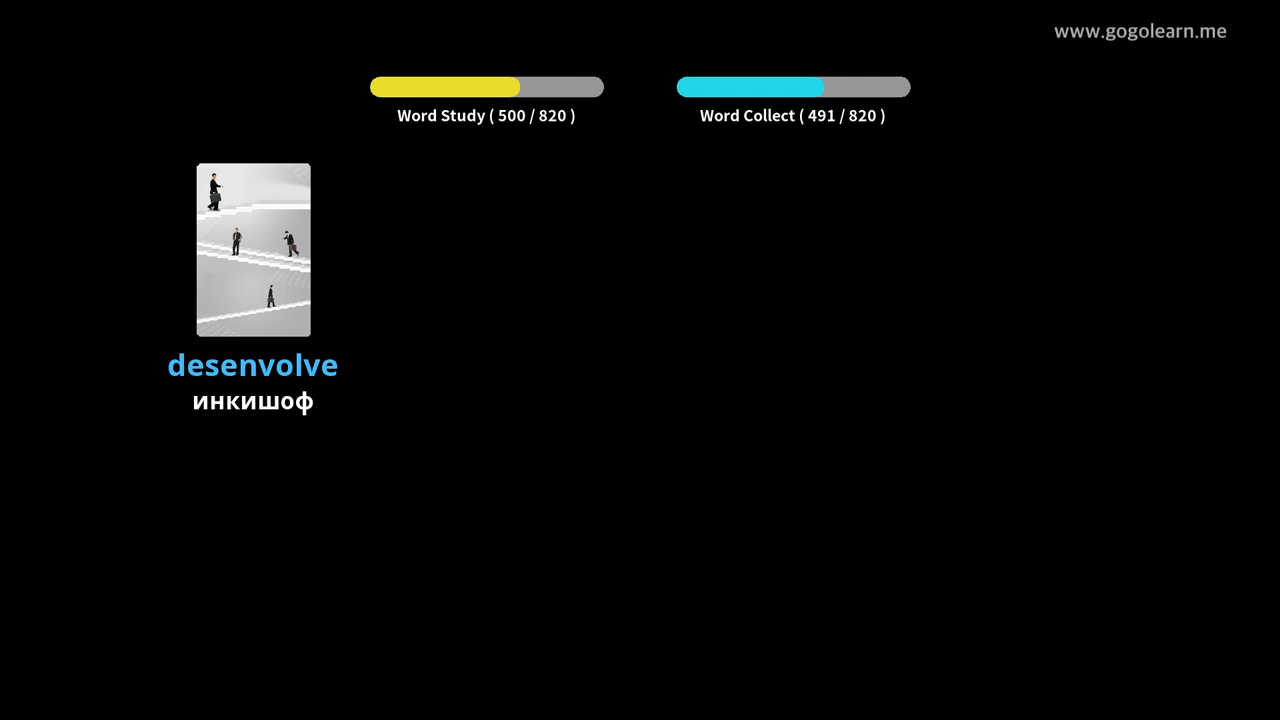 www.gogolearn.me
Word Study ( 500 / 820 )
Word Collect ( 491 / 820 )
desenvolve
инкишоф